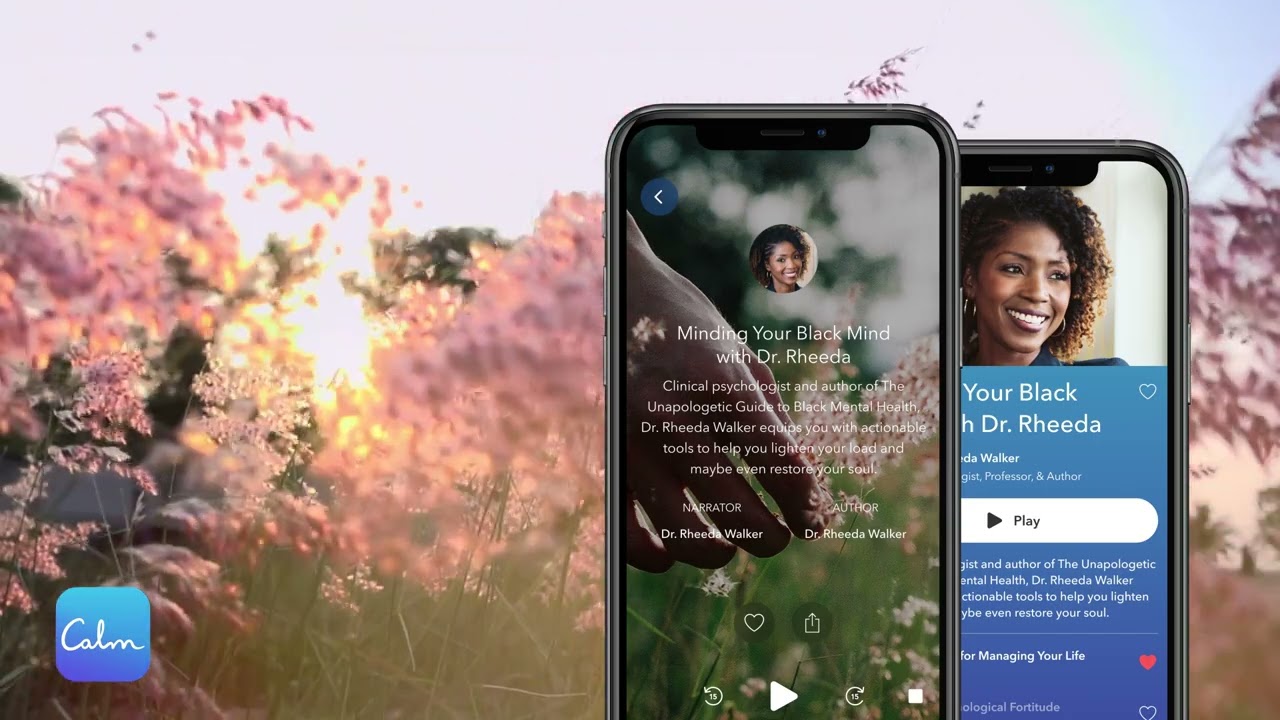 Calm
Minding Your Black Mind
with Dr. Rheeda
Clinical psychologist and author of The
Unapologetic Guide to Black Mental Health,
Dr. Rheeda Walker equips you with actionable
tools to help you lighten your load and
maybe even restore your soul.
NARRATOR
AUTHOR
Dr. Rheeda Walker
Dr. Rheeda Walker
15
15
Your Black
h Dr. Rheeda
eda Walker
gist, Professor, & Author
Play
gist and author of The Unapologetic
ental Health, Dr. Rheeda Walker
ctionable tools to help you lighten
ybe even restore your soul.
for Managing Your Life
ological Fortitude